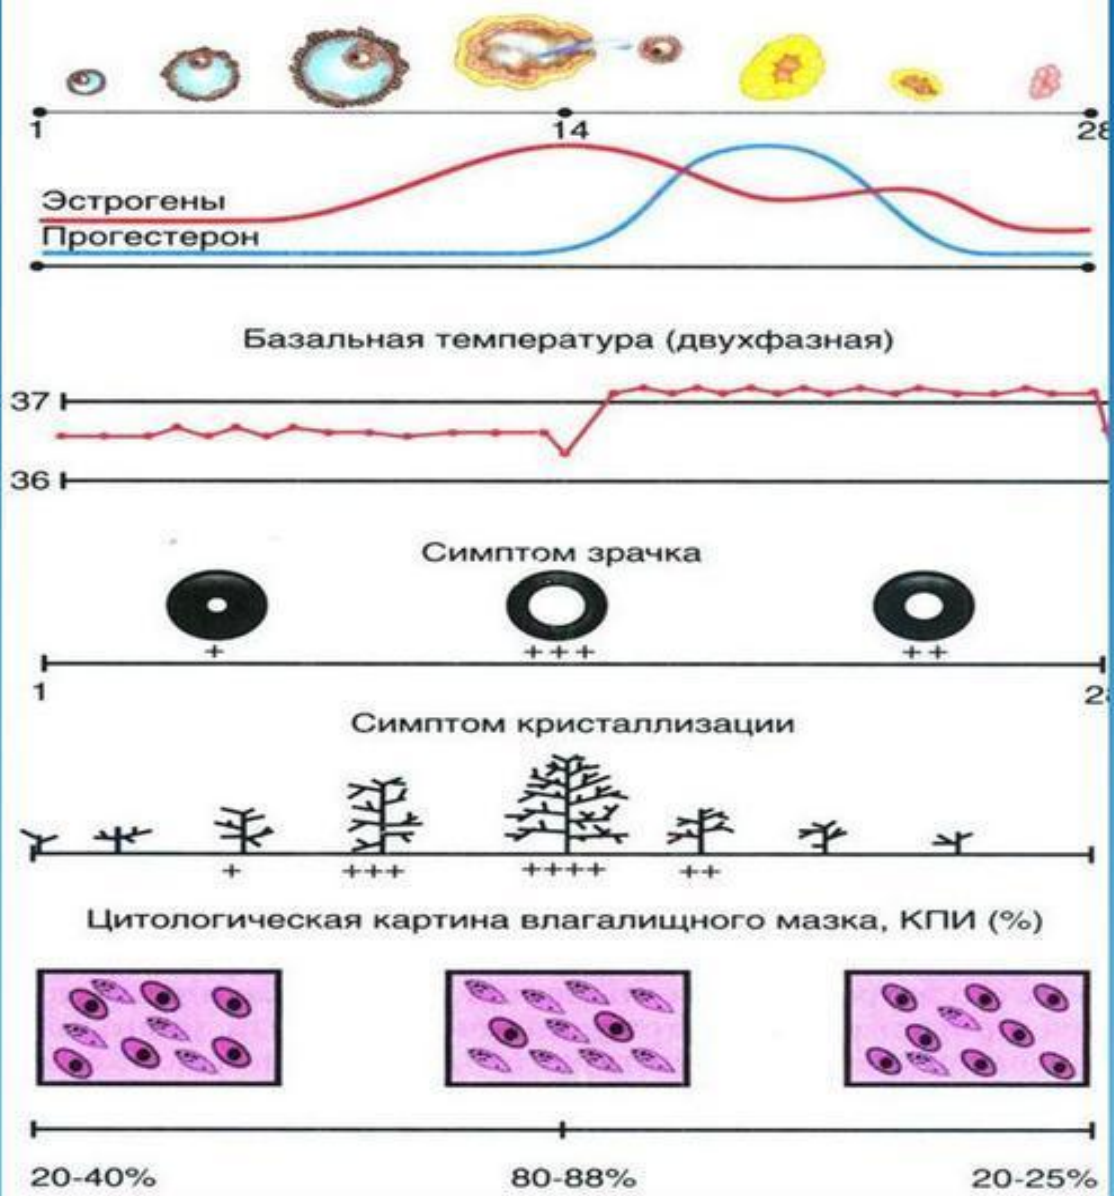 1 14 28
Эстрогены
Прогестерон
Базальная температура (двухфазная)
37
36
Симптом зрачка
+ +++ ++
1 2
Симптом кристаллизации
+ +++ ++++ ++
Цитологическая картина влагалищного мазка, КПИ (%)
20-40% 80-88% 20-25%